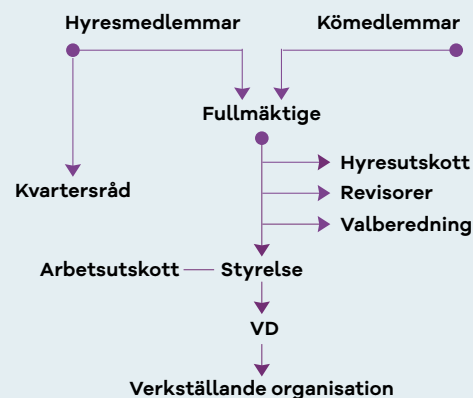 Hyresmedlemmar
Kömedlemmar
Fullmäktige
Hyresutskott
Kvartersråd
Revisorer
Valberedning
Arbetsutskott
Styrelse
VD
Verkställande organisation